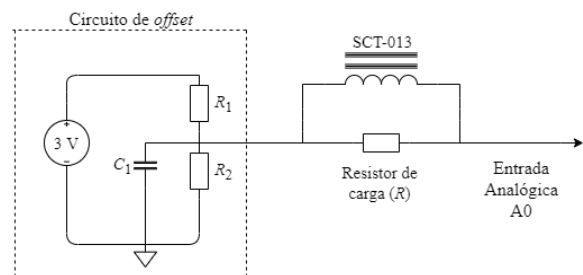 Circuito de offset
SCT-013
3 V
+
-
R1
R2
C1
Resistor de
carga (R)
Entrada
Analógica
A0